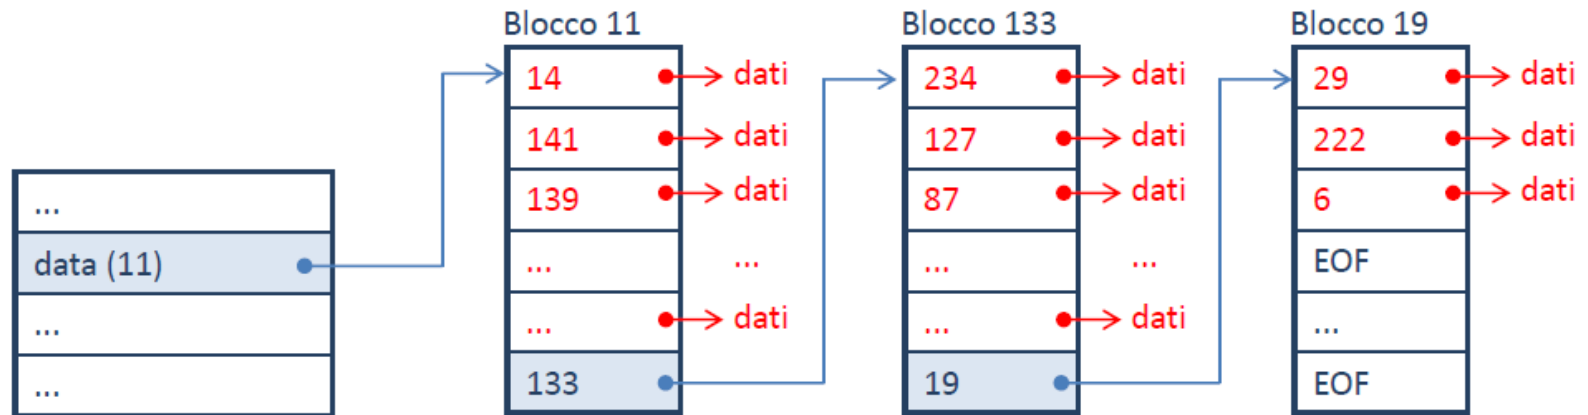 Blocco 11
Blocco 133
Blocco 19
14 dati
234 dati
29 dati
141 dati
127 dati
222 dati
139 dati
87 dati
6 dati
...
data (11)
...
...
... ...
... ...
EOF
... dati
... dati
...
133
19
EOF